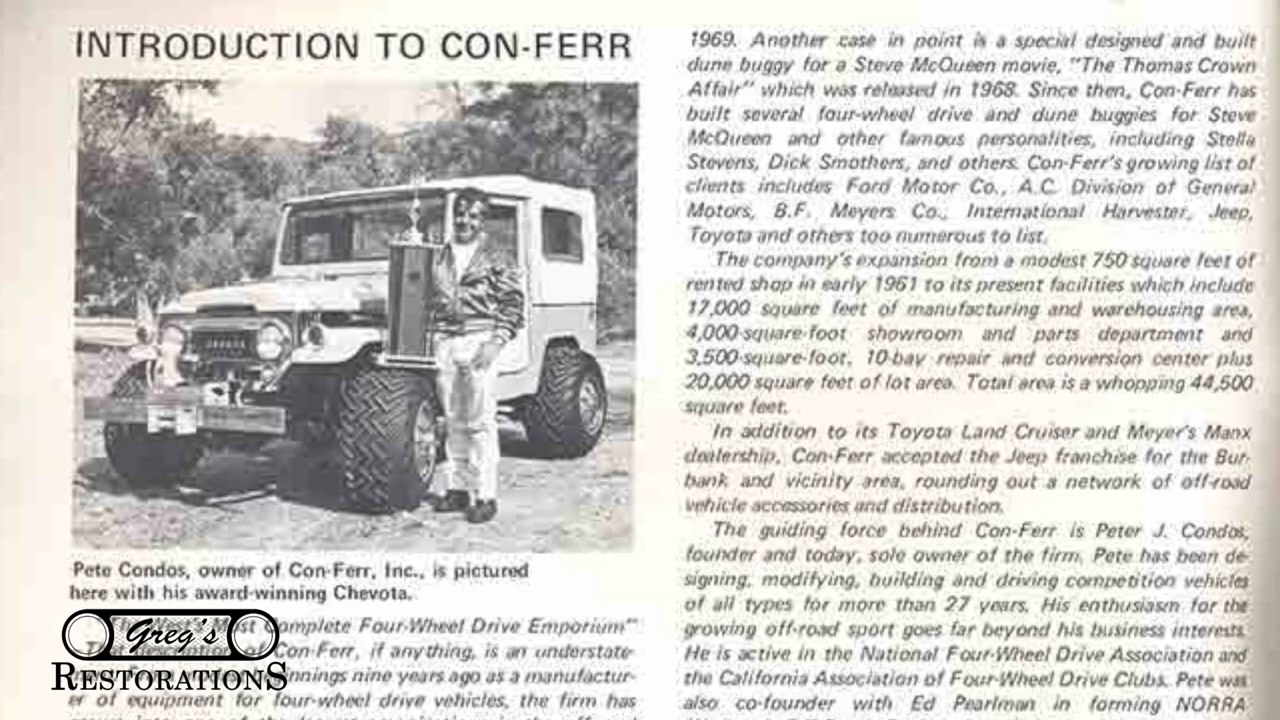 INTRODUCTION TO CON-FERR
Pete Condos, owner of Con-Ferr, Inc., is pictured
here with his award-winning Chevota.
Most Complete Four-Wheel Drive Emporium"
of Con-Ferr, if anything, is an understate-
nine years ago as a manufactur-
er of equipment for four-wheel drive vehicles, the firm has
1969. Another case in point is a special designed and built
dune buggy for a Steve McQueen movie, "The Thomas Crown
Affair" which was released in 1968. Since then, Con-Ferr has
built several four-wheel drive and dune buggies for Steve
McQueen and other famous personalities, including Stella
Stevens, Dick Smothers, and others. Con-Ferr's growing list of
clients includes Ford Motor Co., A.C. Division of General
Motors, B.F. Meyers Co., International Harvester, Jeep,
Toyota and others too numerous to list.
The company's expansion from a modest 750 square feet of
rented shop in early 1961 to its present facilities which include
17,000 square feet of manufacturing and warehousing area,
4,000-square-foot showroom and parts department and
3,500-square-foot, 10-bay repair and conversion center plus
20,000 square feet of lot area. Total area is a whopping 44,500
square feet.
In addition to its Toyota Land Cruiser and Meyer's Manx
dealership, Con-Ferr accepted the Jeep franchise for the Bur-
bank and vicinity area, rounding out a network of off-road
vehicle accessories and distribution.
The guiding force behind Con-Ferr is Peter J. Condos,
founder and today, sole owner of the firm. Pete has been de-
signing, modifying, building and driving competition vehicles
of all types for more than 27 years. His enthusiasm for the
growing off-road sport goes far beyond his business interests.
He is active in the National Four-Wheel Drive Association and
the California Association of Four-Wheel Drive Clubs. Pete was
also co-founder with Ed Pearlman in forming NORRA
Greg's
RESTORATIONS